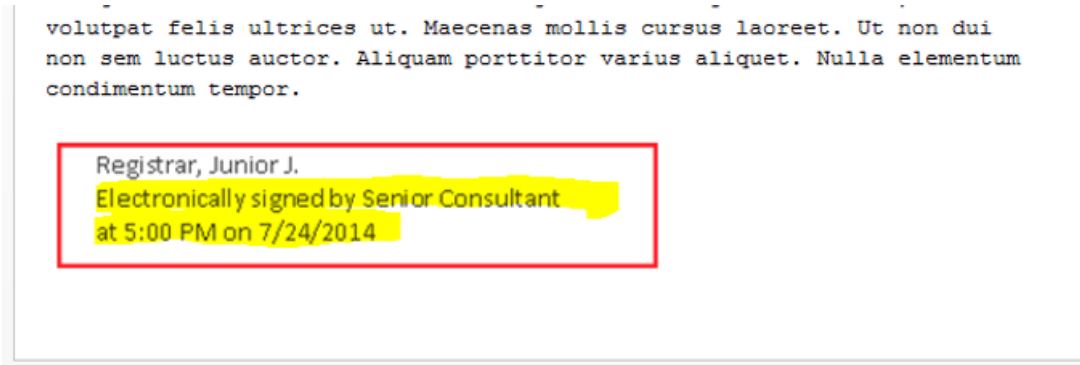 volutpat felis ultrices ut. Maecenas mollis cursus laoreet. Ut non dui
non sem luctus auctor. Aliquam porttitor varius aliquet. Nulla elementum
condimentum tempor.
Registrar, Junior J.
Electronically signed by Senior Consultant
at 5:00 PM on 7/24/2014